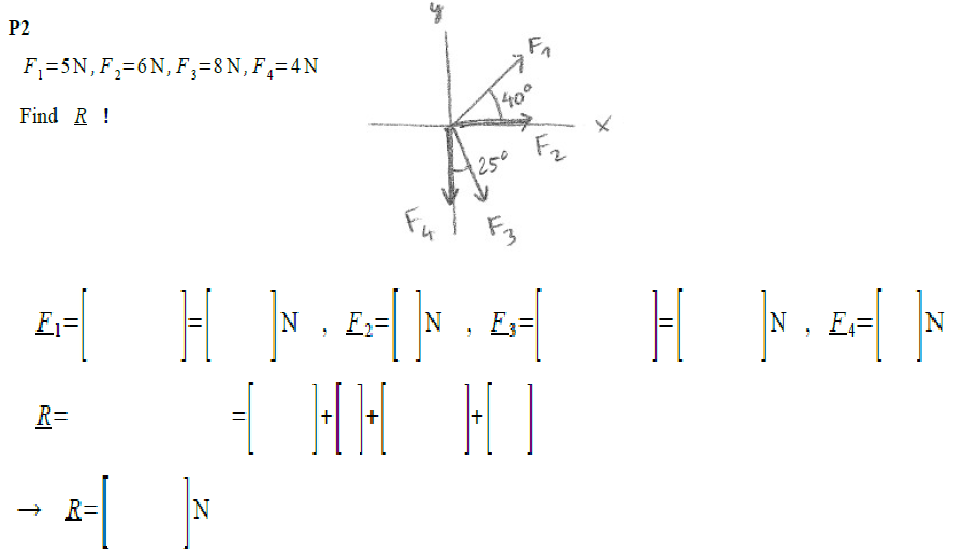 P2
y
F₁=5N, F₂=6N, F₃=8N, F₄=4N
F₁
Find R !
40°
x
F₂
25°
F₄
F₃
F₁=[ ]=[ ]N , F₂=[ ]N , F₃=[ ]=[ ]N , F₄=[ ]N
R= =[ ]+[ ]+[ ]+[ ]
→ R=[ ]N